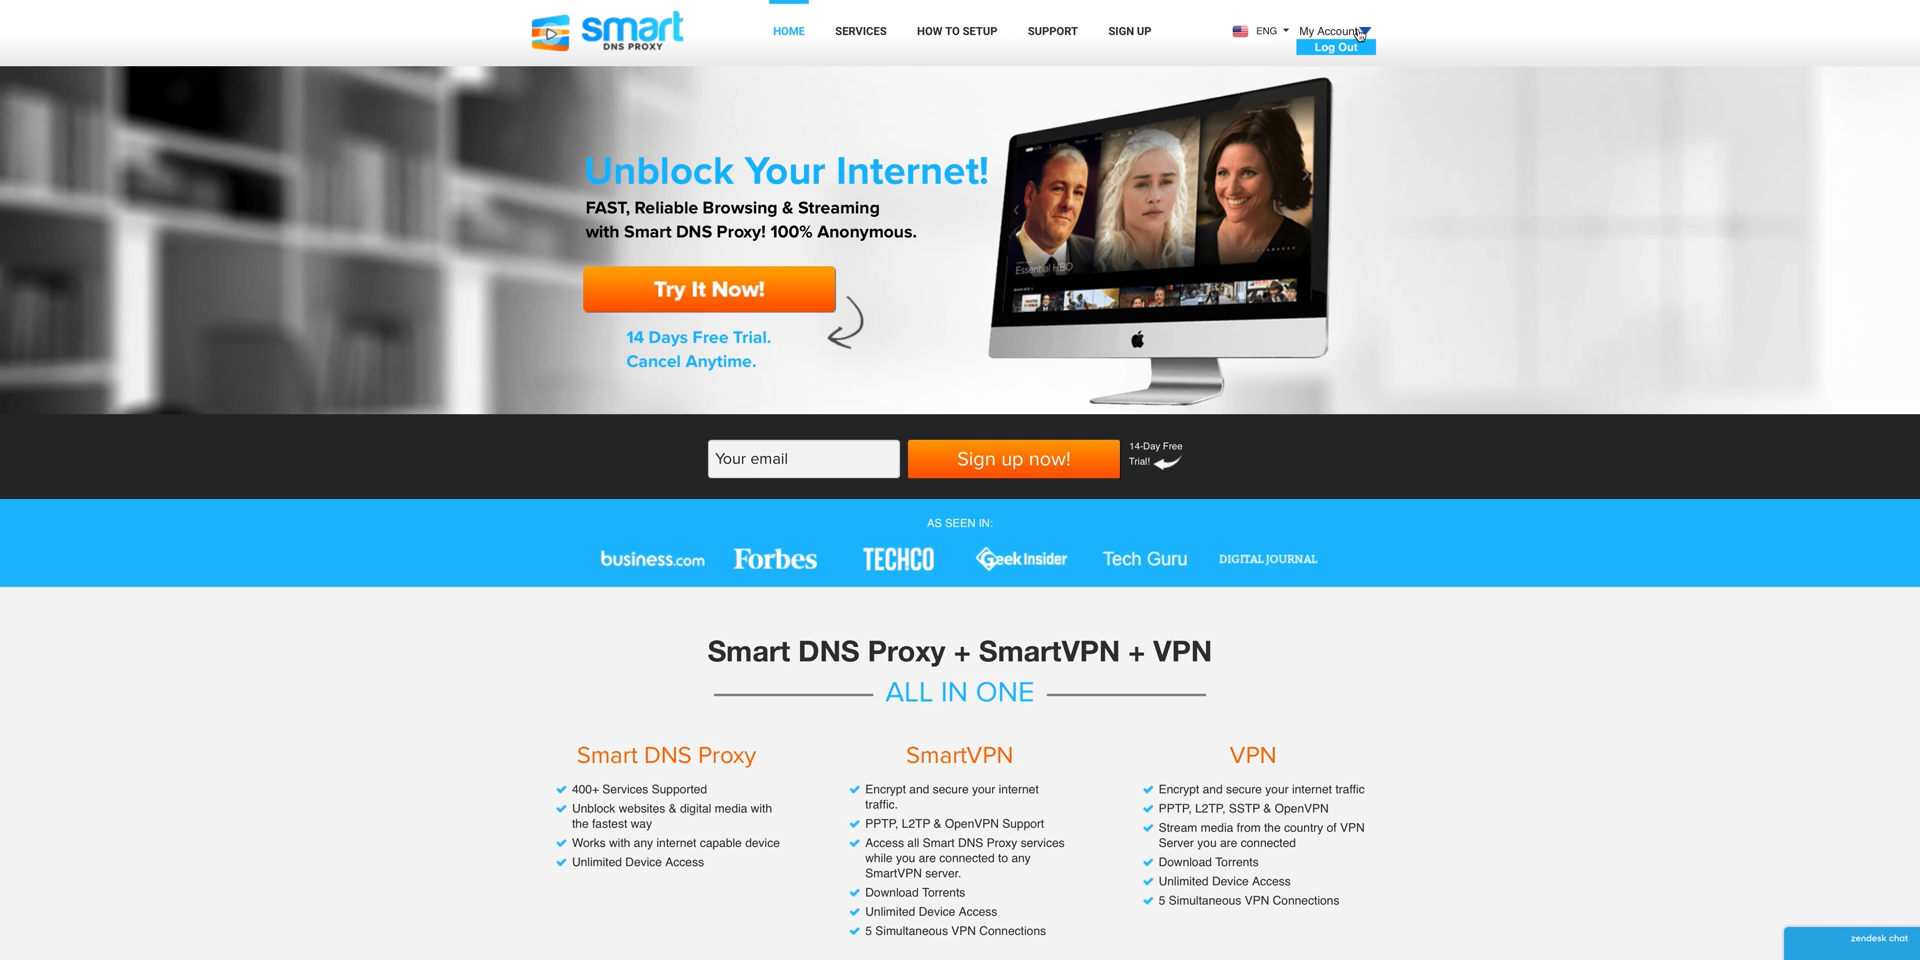 smart
DNS PROXY
HOME SERVICES HOW TO SETUP SUPPORT SIGN UP
ENG My Account
Log Out
Unblock Your Internet!
FAST, Reliable Browsing & Streaming
with Smart DNS Proxy! 100% Anonymous.
Try It Now!
14 Days Free Trial.
Cancel Anytime.
Essential HBO
Your email
Sign up now!
14-Day Free
Trial!
AS SEEN IN:
business.com Forbes TECHCO Geek Insider Tech Guru DIGITAL JOURNAL
Smart DNS Proxy + SmartVPN + VPN
ALL IN ONE
Smart DNS Proxy
400+ Services Supported
Unblock websites & digital media with
the fastest way
Works with any internet capable device
Unlimited Device Access
SmartVPN
Encrypt and secure your internet
traffic.
PPTP, L2TP & OpenVPN Support
Access all Smart DNS Proxy services
while you are connected to any
SmartVPN server.
Download Torrents
Unlimited Device Access
5 Simultaneous VPN Connections
VPN
Encrypt and secure your internet traffic
PPTP, L2TP, SSTP & OpenVPN
Stream media from the country of VPN
Server you are connected
Download Torrents
Unlimited Device Access
5 Simultaneous VPN Connections
zendesk chat